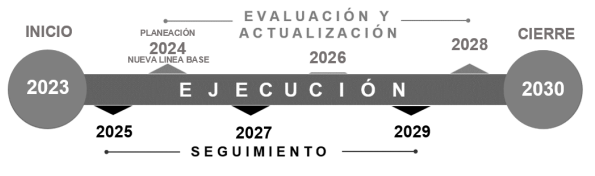 EVALUACIÓN Y
ACTUALIZACIÓN
INICIO
PLANEACIÓN
2024
NUEVA LINEA BASE
2026
2028
CIERRE
2023
EJECUCIÓN
2030
2025
2027
2029
SEGUIMIENTO